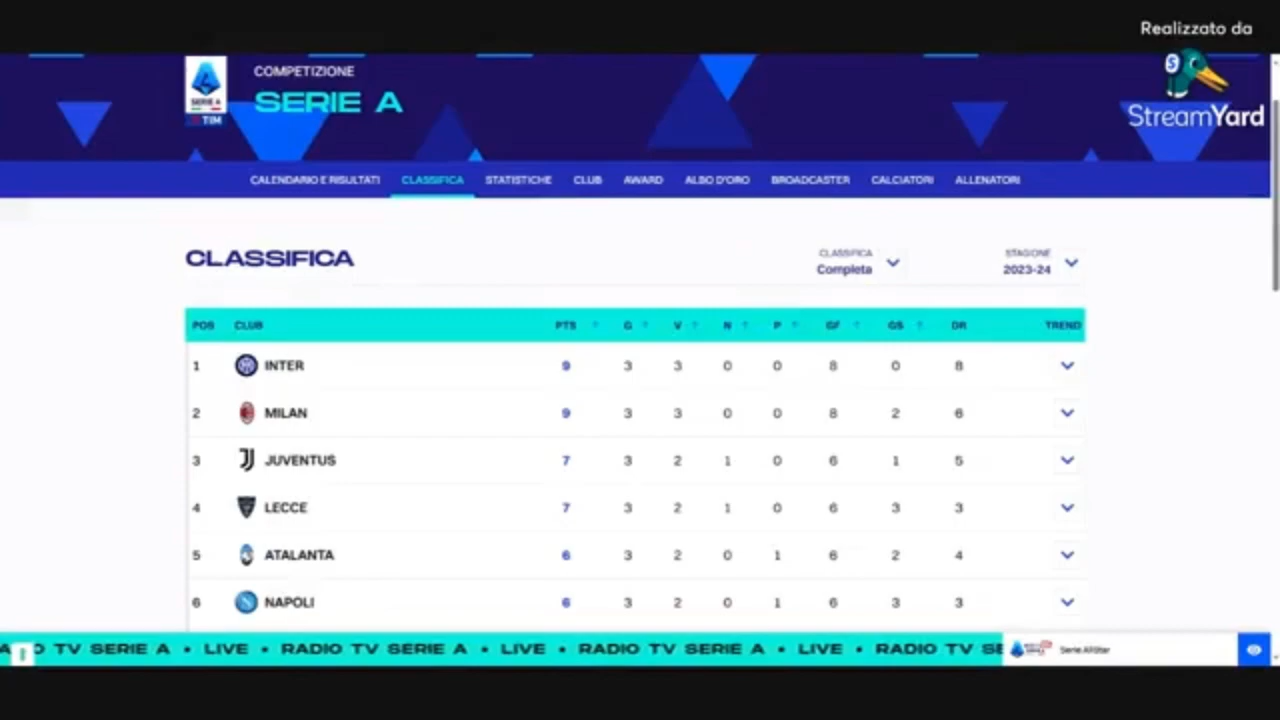 Realizzato da
StreamYard
SERIE A
TIM
COMPETIZIONE
SERIE A
CALENDARIO E RISULTATI CLASSIFICA STATISTICHE CLUB AWARD ALBO D'ORO BROADCASTER CALCIATORI ALLENATORI
CLASSIFICA
CLASSIFICA
Completa
STAGIONE
2023-24
POS CLUB PTS G V N P GF GS DR TREND
1 INTER 9 3 3 0 0 8 0 8
2 MILAN 9 3 3 0 0 8 2 6
3 JUVENTUS 7 3 2 1 0 6 1 5
4 LECCE 7 3 2 1 0 6 3 3
5 ATALANTA 6 3 2 0 1 6 2 4
6 NAPOLI 6 3 2 0 1 6 3 3
TV SERIE A • LIVE • RADIO TV SERIE A • LIVE • RADIO TV SERIE A • LIVE • RADIO TV SE